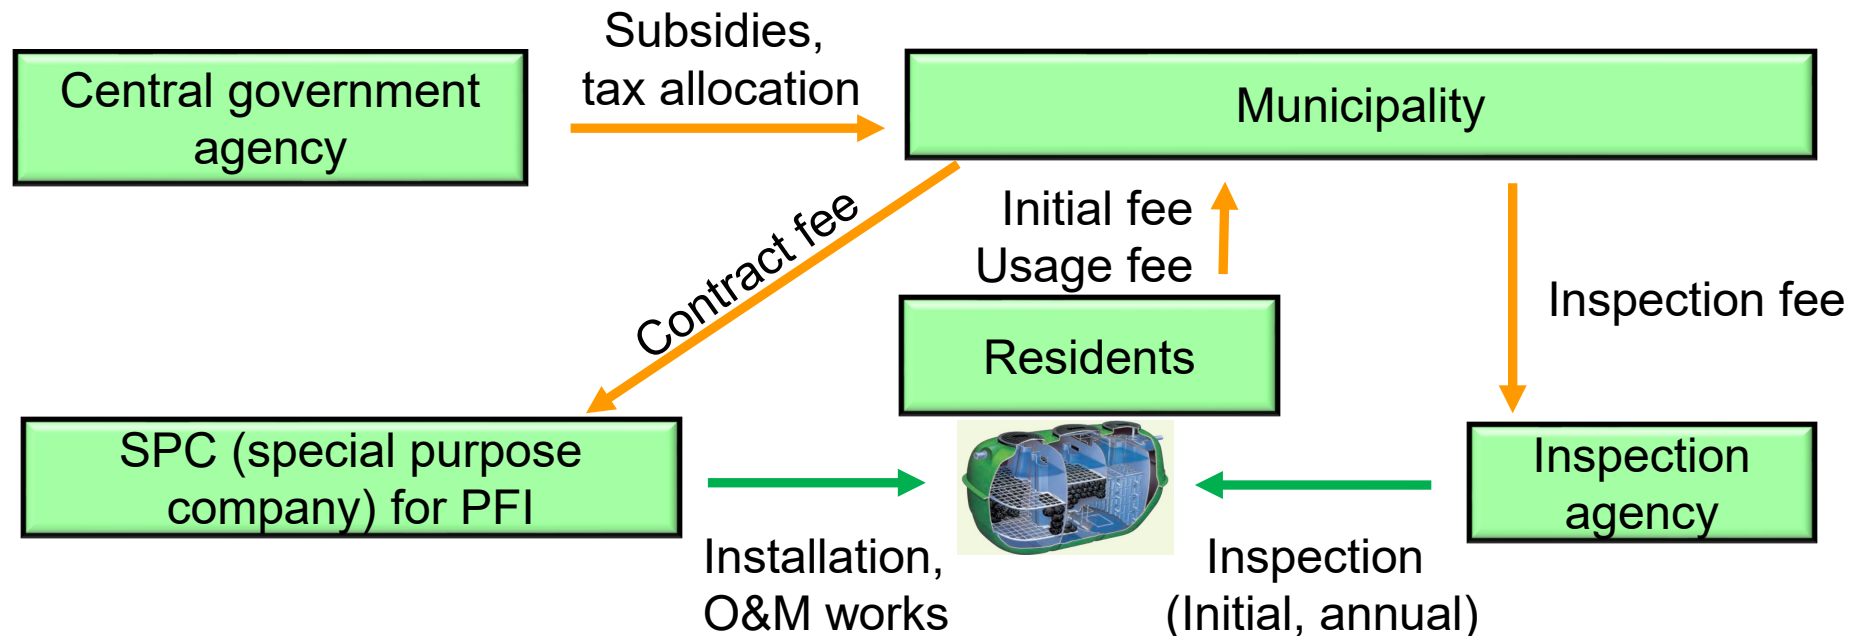 Subsidies,
tax allocation
Central government
agency
Municipality
Contract fee
Initial fee
Usage fee
Inspection fee
Residents
SPC (special purpose
company) for PFI
Inspection
agency
Installation,
O&M works
Inspection
(Initial, annual)